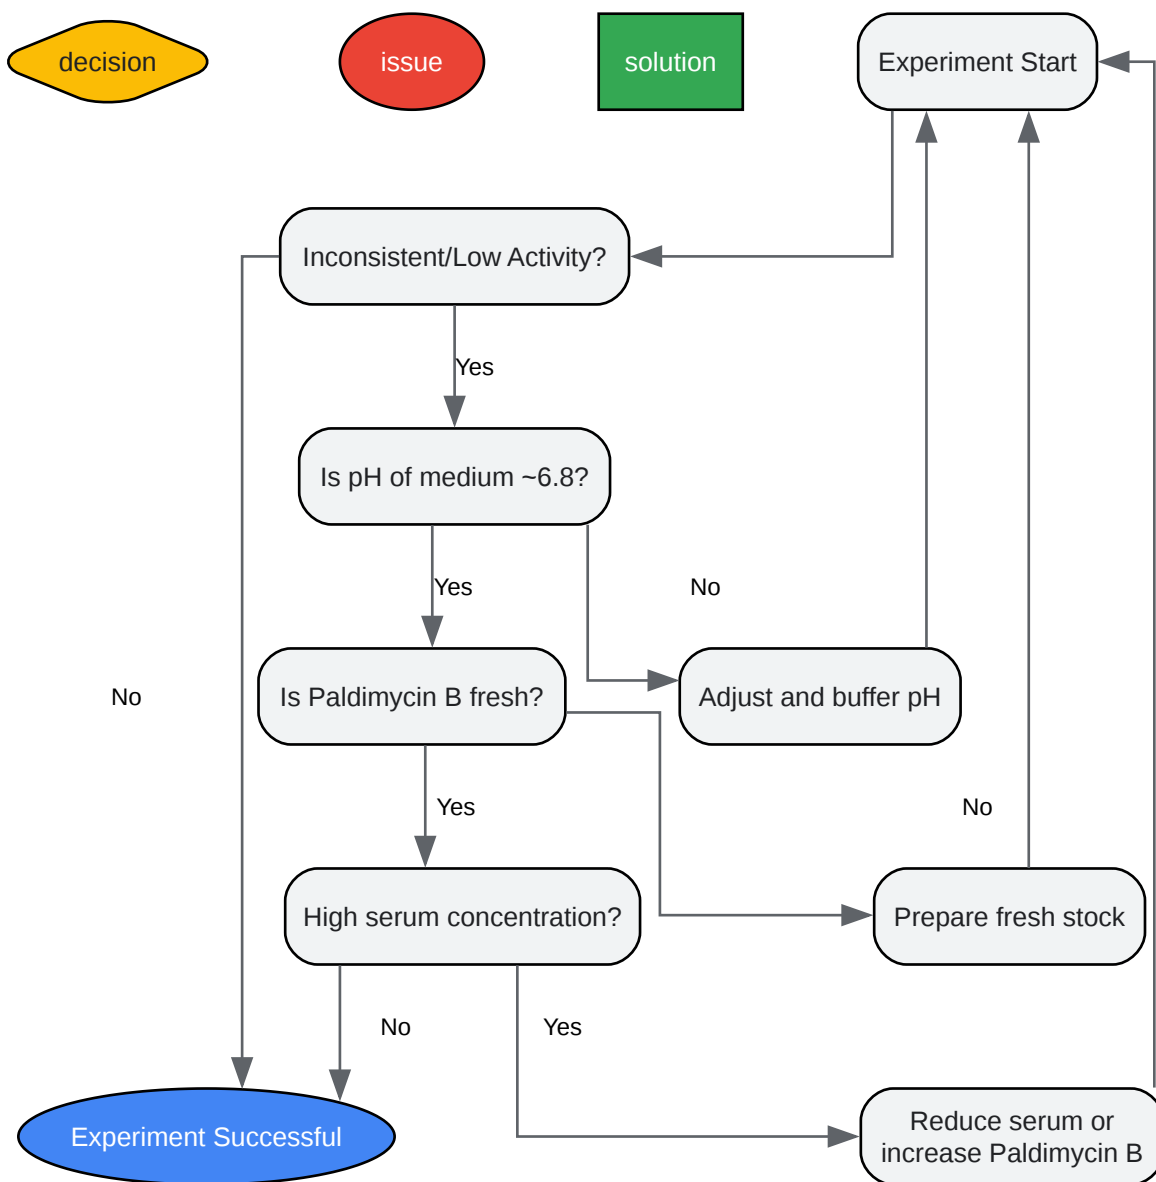 decision
issue
solution
Experiment Start
Inconsistent/Low Activity?
Yes
Is pH of medium ~6.8?
Yes
No
No
Is Paldimycin B fresh?
Adjust and buffer pH
Yes
No
High serum concentration?
Prepare fresh stock
No
Yes
Experiment Successful
Reduce serum or
increase Paldimycin B